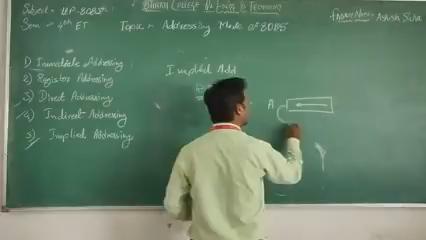 Subject:- MP-8085
Sem:- 4th ET
Topic:- Addressing Mode of 8085
Ashish Sinha
1) Immediate Addressing
2) Register Addressing
3) Direct Addressing
4) Indirect Addressing
5) Implied Addressing
Implied Add
A